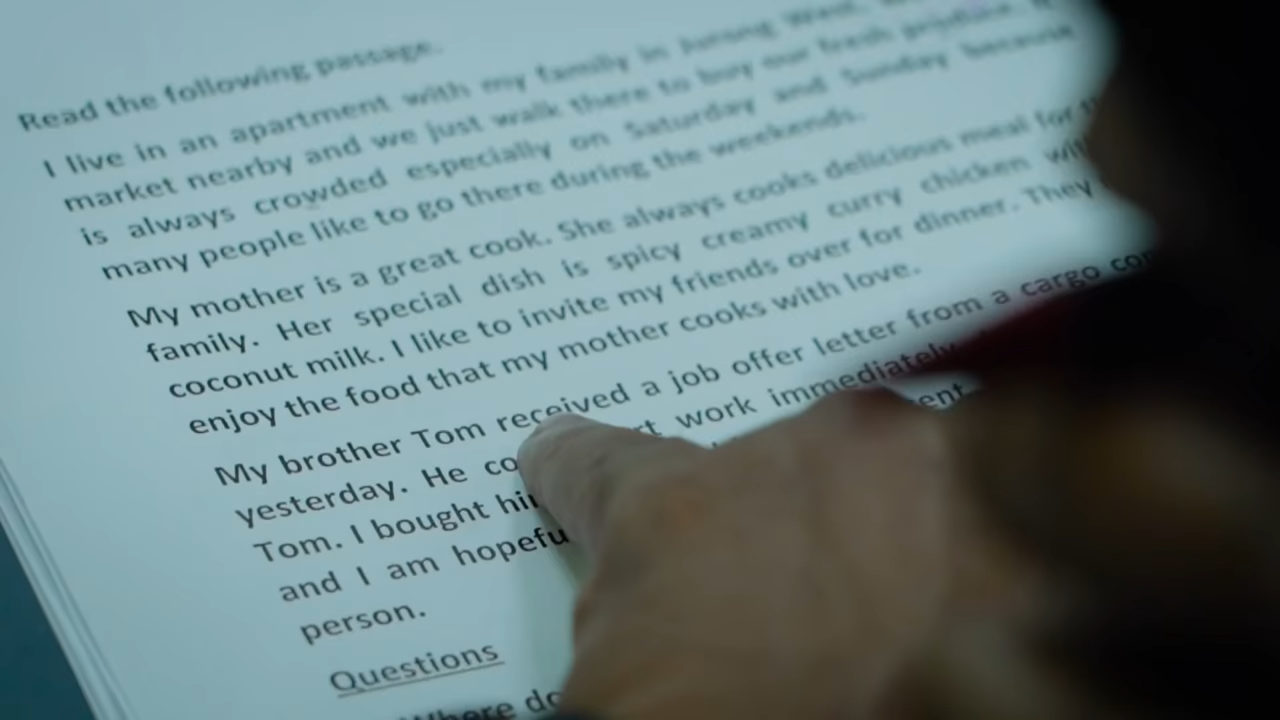 Read the following passage.
I live in an apartment with my family in Jurong West.
market nearby and we just walk there to buy our fresh produce. It
is always crowded especially on Saturday and Sunday because
many people like to go there during the weekends.
My mother is a great cook. She always cooks delicious meal for
family. Her special dish is spicy creamy curry chicken
coconut milk. I like to invite my friends over for dinner. They
enjoy the food that my mother cooks with love.
My brother Tom received a job offer letter from a cargo
yesterday. He work immediately
Tom. I bought
and I am
person.
Questions
Where